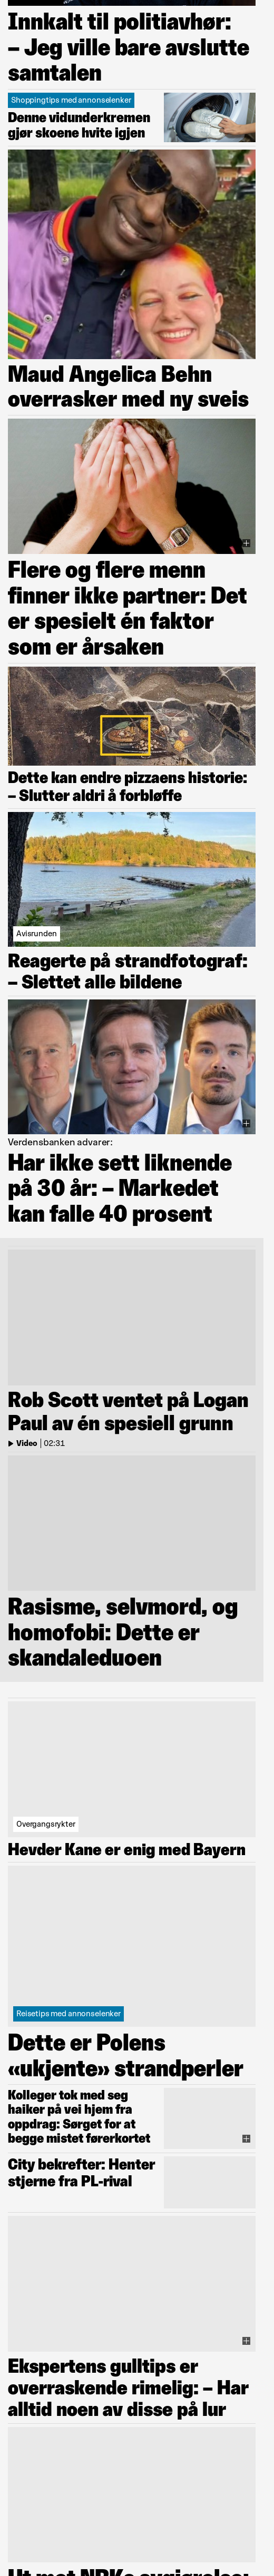 Innkalt til politiavhør:
– Jeg ville bare avslutte
samtalen
Shoppingtips med annonselenker
Denne vidunderkremen
gjør skoene hvite igjen
Maud Angelica Behn
overrasker med ny sveis
Flere og flere menn
finner ikke partner: Det
er spesielt én faktor
som er årsaken
Dette kan endre pizzaens historie:
– Slutter aldri å forbløffe
Avisrunden
Reagerte på strandfotograf:
– Slettet alle bildene
Verdensbanken advarer:
Har ikke sett liknende
på 30 år: – Markedet
kan falle 40 prosent
Rob Scott ventet på Logan
Paul av én spesiell grunn
Video | 02:31
Rasisme, selvmord, og
homofobi: Dette er
skandaleduoen
Overgangsrykter
Hevder Kane er enig med Bayern
Reisetips med annonselenker
Dette er Polens
«ukjente» strandperler
Kolleger tok med seg
haiker på vei hjem fra
oppdrag: Sørget for at
begge mistet førerkortet
City bekrefter: Henter
stjerne fra PL-rival
Ekspertens gulltips er
overraskende rimelig: – Har
alltid noen av disse på lur